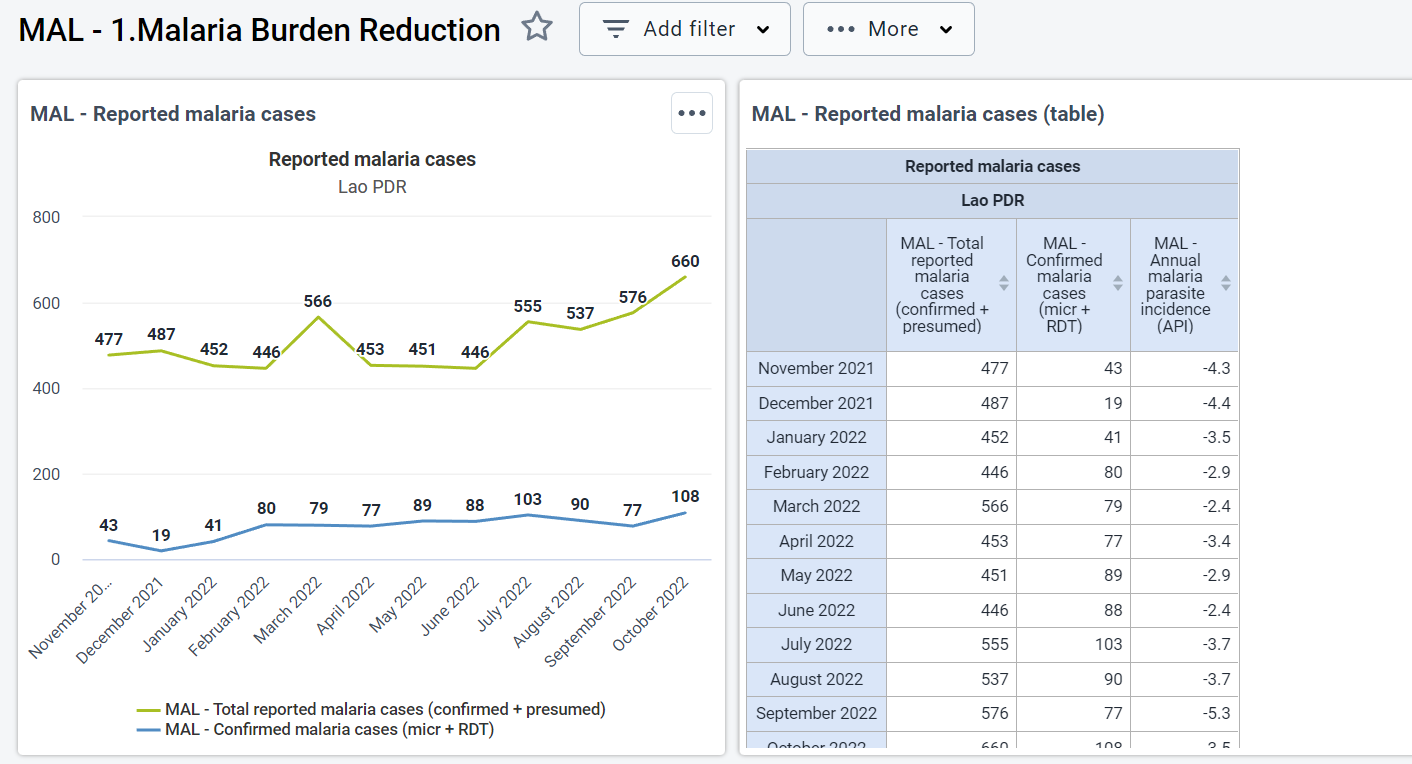 MAL - 1.Malaria Burden Reduction
Add filter
More
MAL - Reported malaria cases
Reported malaria cases
Lao PDR
800
600
400
200
0
477
487
452
446
566
453
451
446
555
537
576
660
43
19
41
80
79
77
89
88
103
90
77
108
November 20...
December 2021
January 2022
February 2022
March 2022
April 2022
May 2022
June 2022
July 2022
August 2022
September 2022
October 2022
MAL - Total reported malaria cases (confirmed + presumed)
MAL - Confirmed malaria cases (micr + RDT)
MAL - Reported malaria cases (table)
Reported malaria cases
Lao PDR
MAL - Total
reported
malaria
cases
(confirmed +
presumed)
MAL -
Confirmed
malaria
cases
(micr +
RDT)
MAL -
Annual
malaria
parasite
incidence
(API)
November 2021 477 43 -4.3
December 2021 487 19 -4.4
January 2022 452 41 -3.5
February 2022 446 80 -2.9
March 2022 566 79 -2.4
April 2022 453 77 -3.4
May 2022 451 89 -2.9
June 2022 446 88 -2.4
July 2022 555 103 -3.7
August 2022 537 90 -3.7
September 2022 576 77 -5.3
October 2022 660 108